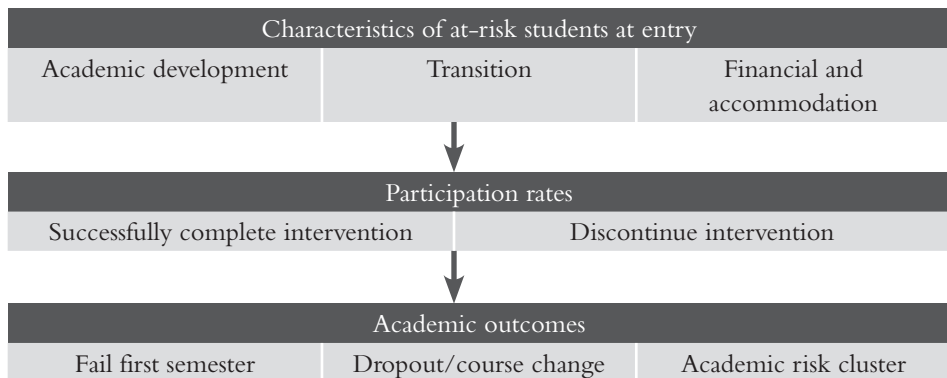 Characteristics of at-risk students at entry
Academic development
Transition
Financial and
accommodation
Participation rates
Successfully complete intervention
Discontinue intervention
Academic outcomes
Fail first semester
Dropout/course change
Academic risk cluster